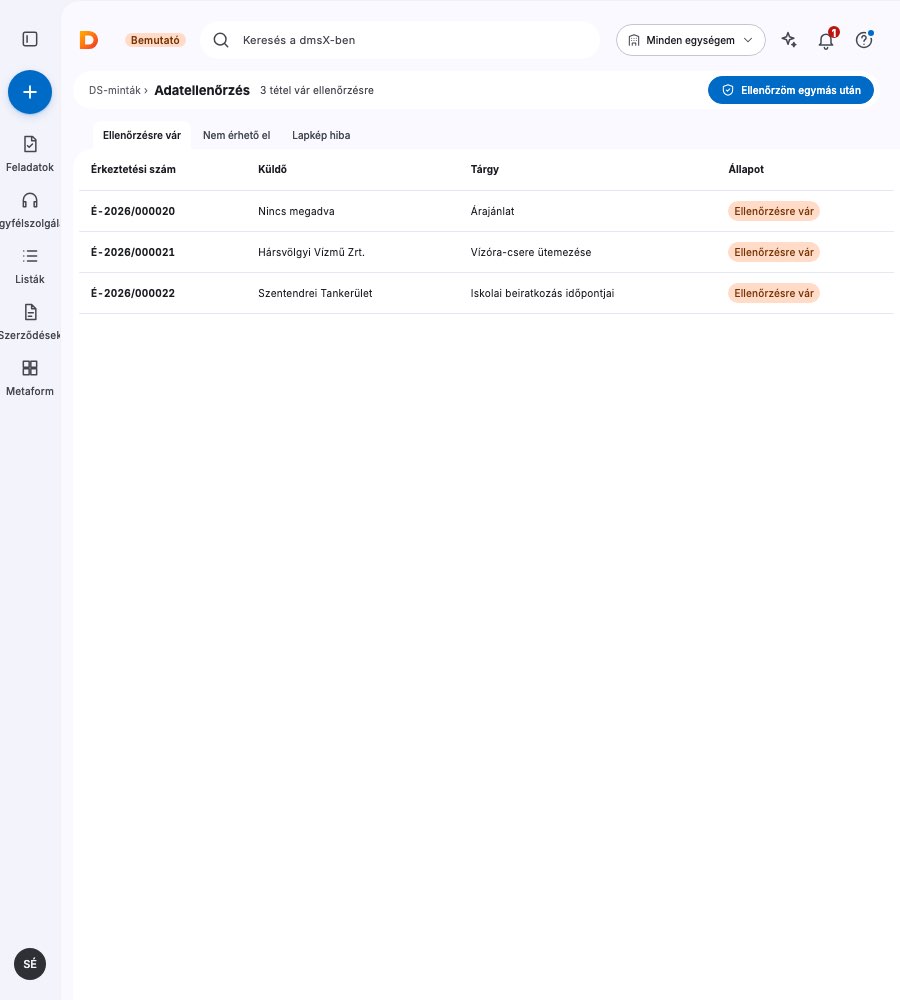 Bemutató
Keresés a dmsX-ben
Minden egységem
1
DS-minták › Adatellenőrzés 3 tétel vár ellenőrzésre
Ellenőrzöm egymás után
Ellenőrzésre vár Nem érhető el Lapkép hiba
Érkeztetési szám Küldő Tárgy Állapot
É-2026/000020 Nincs megadva Árajánlat Ellenőrzésre vár
É-2026/000021 Hársvölgyi Vízmű Zrt. Vízóra-csere ütemezése Ellenőrzésre vár
É-2026/000022 Szentendrei Tankerület Iskolai beiratkozás időpontjai Ellenőrzésre vár
Feladatok
gyfélszolgál
Listák
Szerződések
Metaform
SÉ